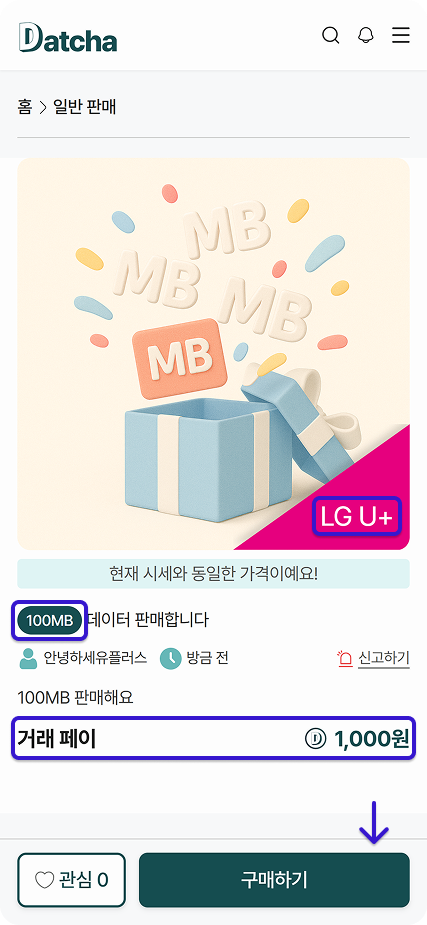 Datcha
홈 > 일반 판매
MB
MB
MB
MB
LG U+
현재 시세와 동일한 가격이예요!
100MB 데이터 판매합니다
안녕하세유플러스 방금 전 신고하기
100MB 판매해요
거래 페이 D 1,000원
관심 0 구매하기